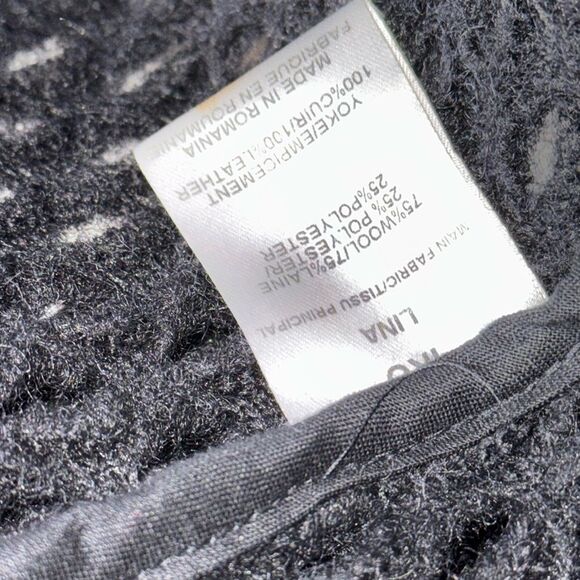 LINA
MAIN FABRIC/TISSU PRINCIPAL
75%WOOL/75%LAINE
25% POLYESTER/
25%POLYESTER
YOKE/EMPICEMENT
100%CUIR/100%LEATHER
MADE IN ROMANIA
FABRIQUE EN ROUMANIE